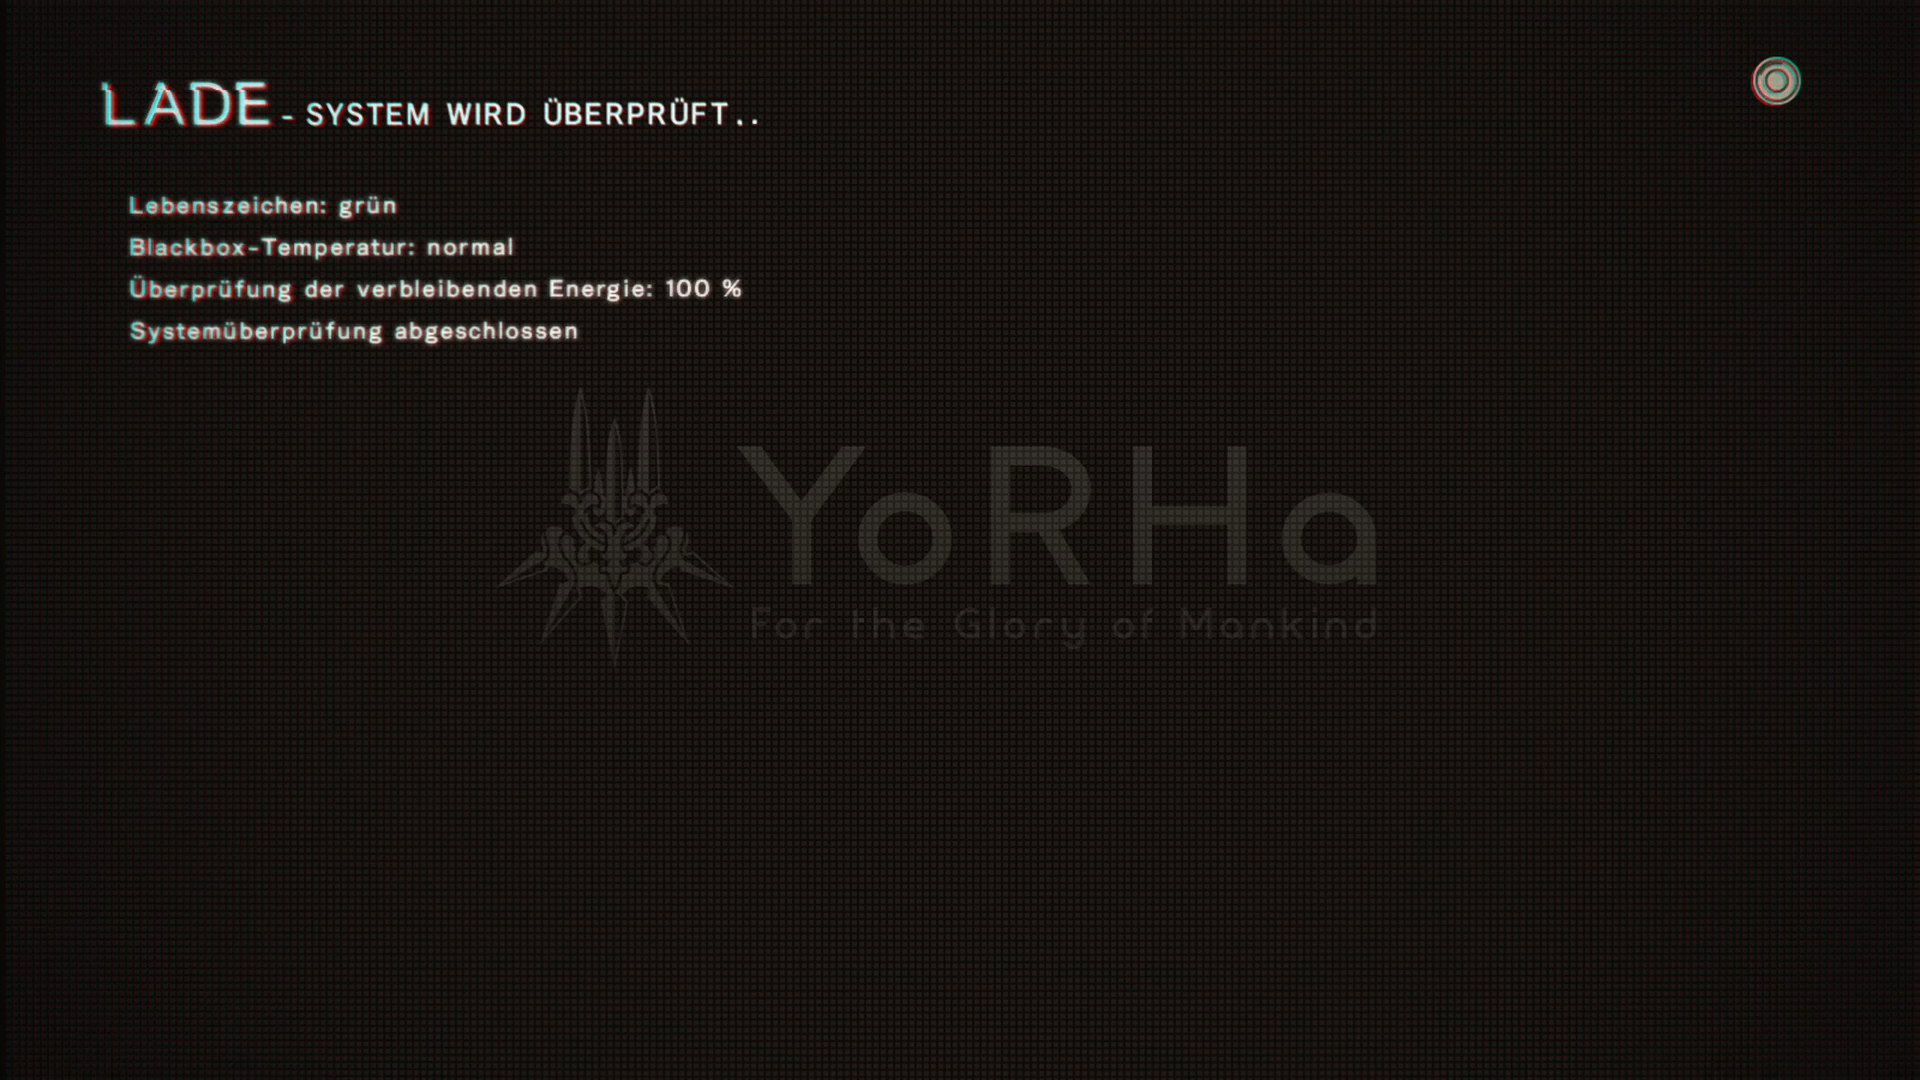 LADE - SYSTEM WIRD ÜBERPRÜFT..
Lebenszeichen: grün
Blackbox-Temperatur: normal
Überprüfung der verbleibenden Energie: 100 %
Systemüberprüfung abgeschlossen
YoRHa
For the Glory of Mankind